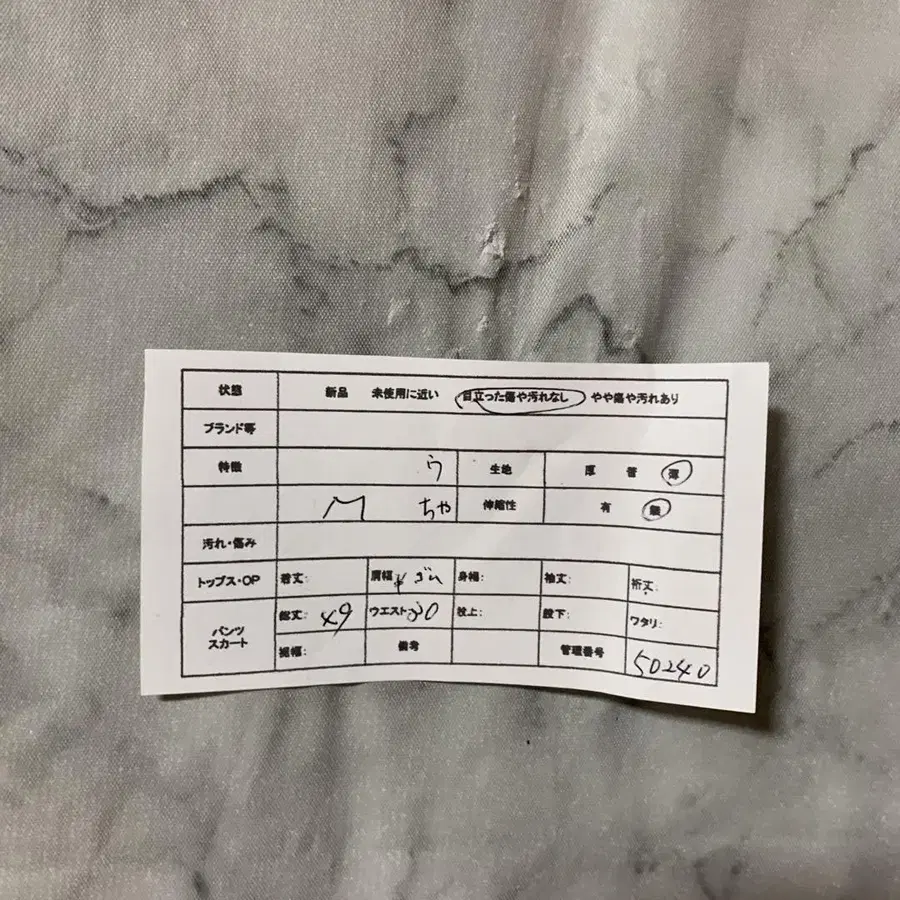 状態 新品 未使用に近い 目立った傷や汚れなし やや傷や汚れあり
ブランド等
特徴 ウ 生地 厚 普 薄
M ちゃ 伸縮性 有 無
汚れ・傷み
トップス・OP 着丈: 肩幅 身幅: 袖丈: 裄丈:
パンツ スカート 総丈: 49 ウエスト 30 股上: 股下: ワタリ:
裾幅: 備考 管理番号 50240